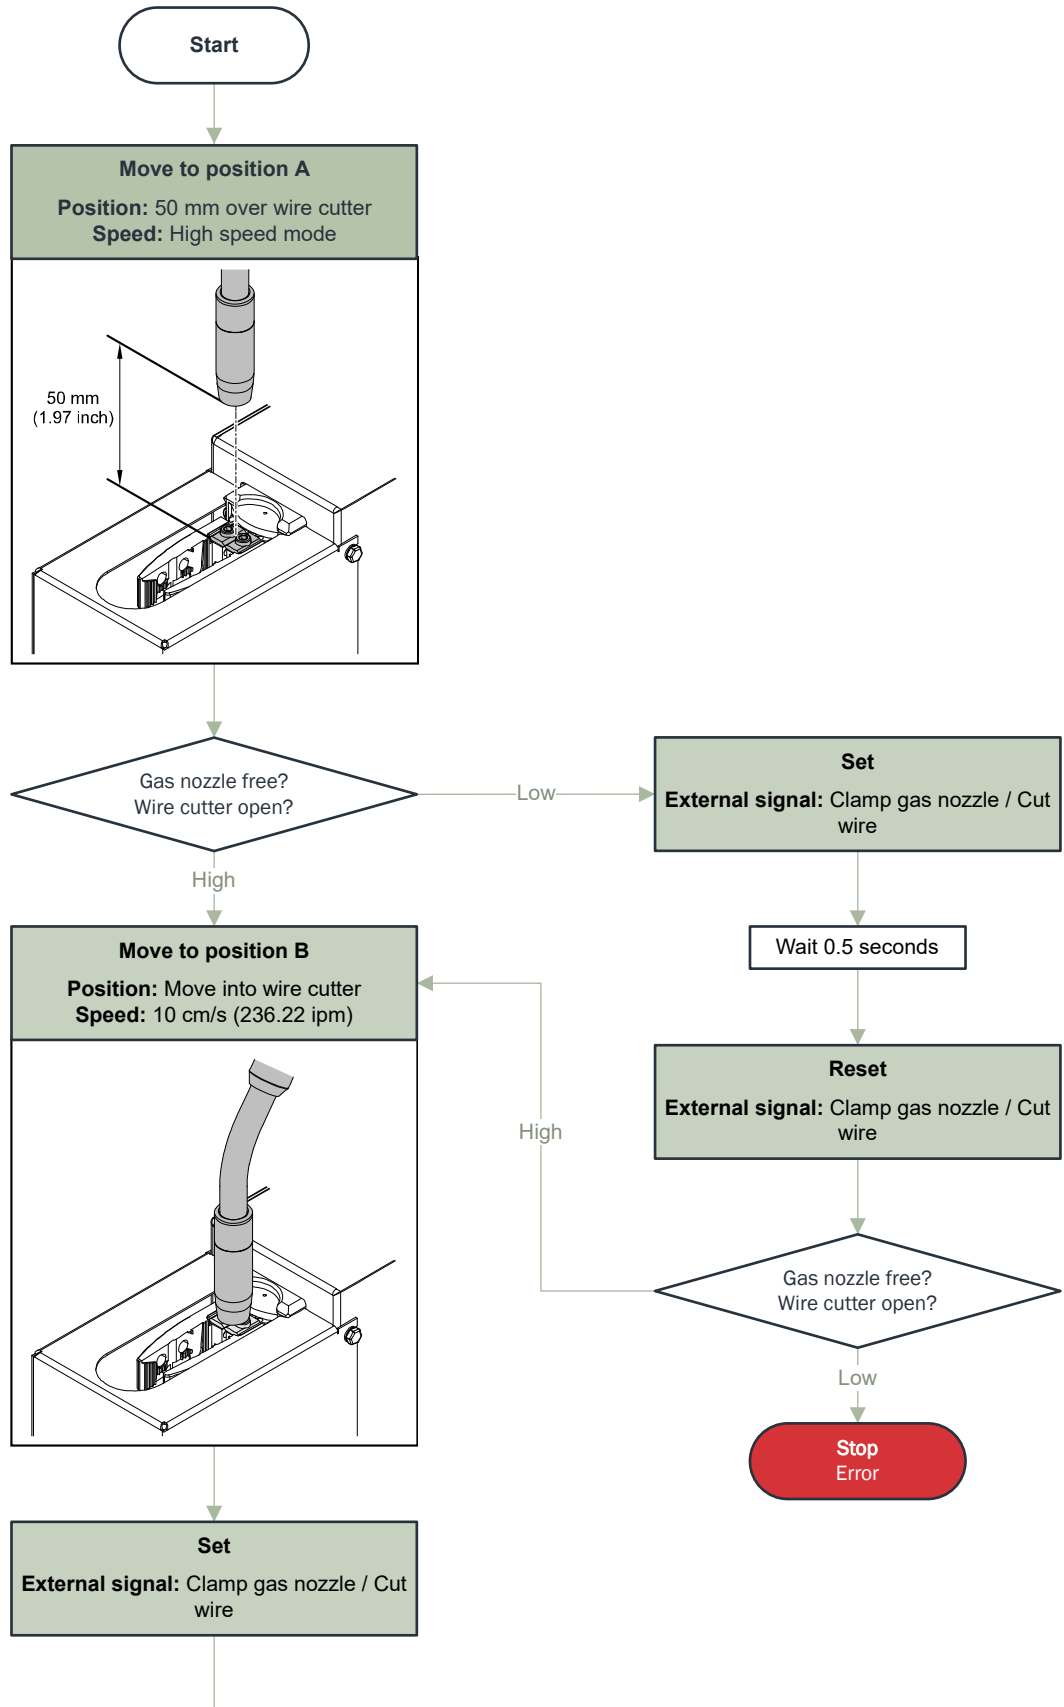 Start
Move to position A
Position: 50 mm over wire cutter
Speed: High speed mode
50 mm
(1.97 inch)
Gas nozzle free?
Wire cutter open?
Low
Set
External signal: Clamp gas nozzle / Cut
wire
High
Wait 0.5 seconds
Move to position B
Position: Move into wire cutter
Speed: 10 cm/s (236.22 ipm)
Reset
External signal: Clamp gas nozzle / Cut
wire
High
Gas nozzle free?
Wire cutter open?
Low
Stop
Error
Set
External signal: Clamp gas nozzle / Cut
wire